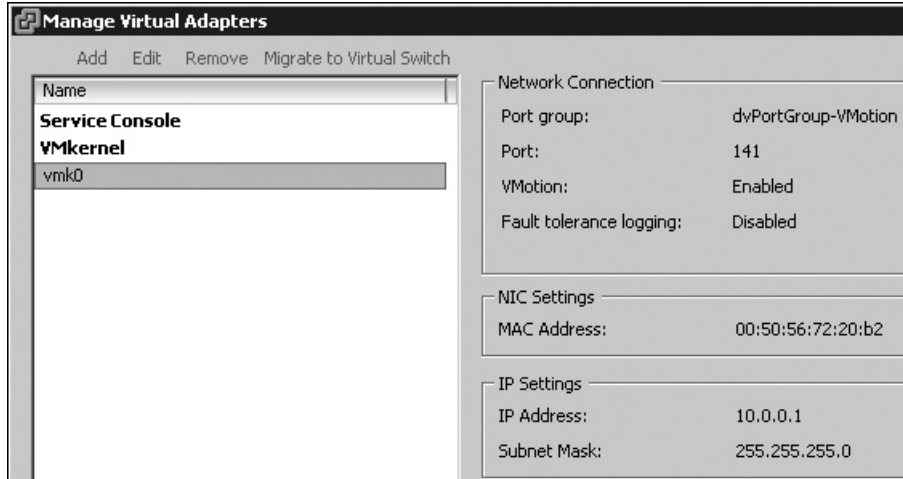 Manage Virtual Adapters
Add Edit Remove Migrate to Virtual Switch
Name
Service Console
VMkernel
vmk0
Network Connection
Port group: dvPortGroup-VMotion
Port: 141
VMotion: Enabled
Fault tolerance logging: Disabled
NIC Settings
MAC Address: 00:50:56:72:20:b2
IP Settings
IP Address: 10.0.0.1
Subnet Mask: 255.255.255.0